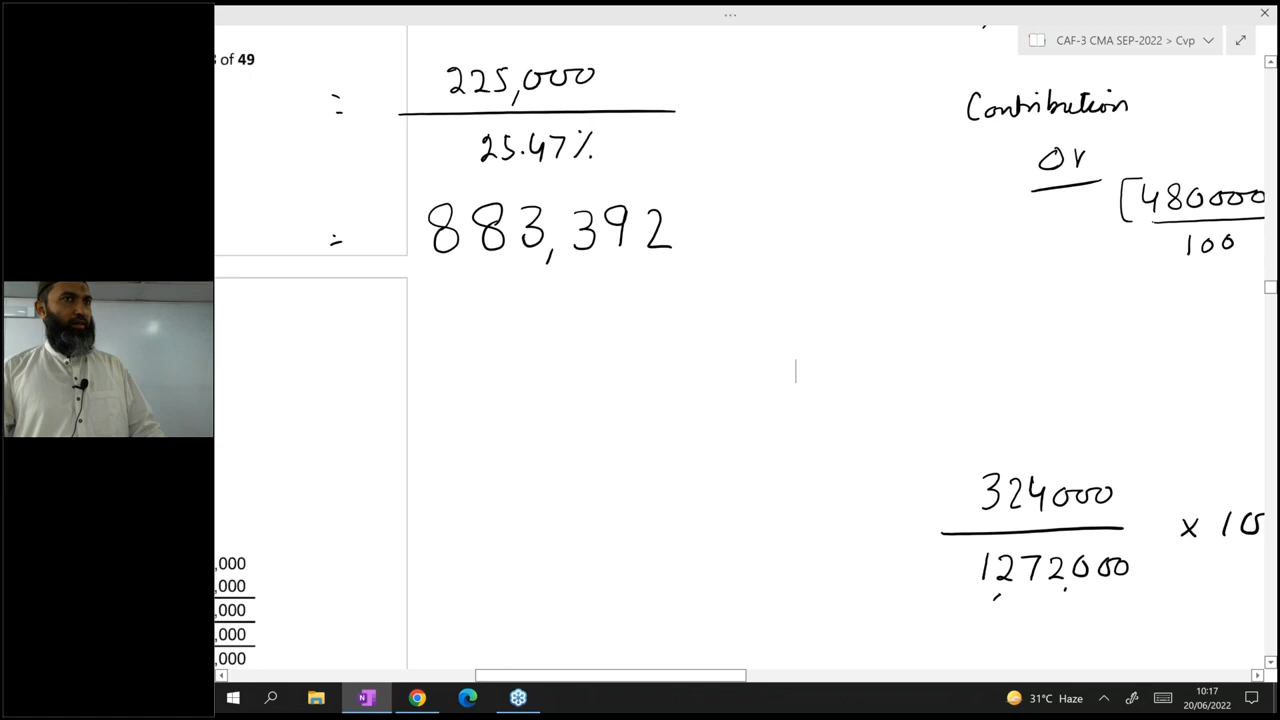 CAF-3 CMA SEP-2022 > Cvp
of 49
=
225,000
25.47%
=
883,392
Contribution
Or
[480000
100
324000
1272000
x 10
,000
,000
,000
,000
,000
31°C Haze
10:17
20/06/2022